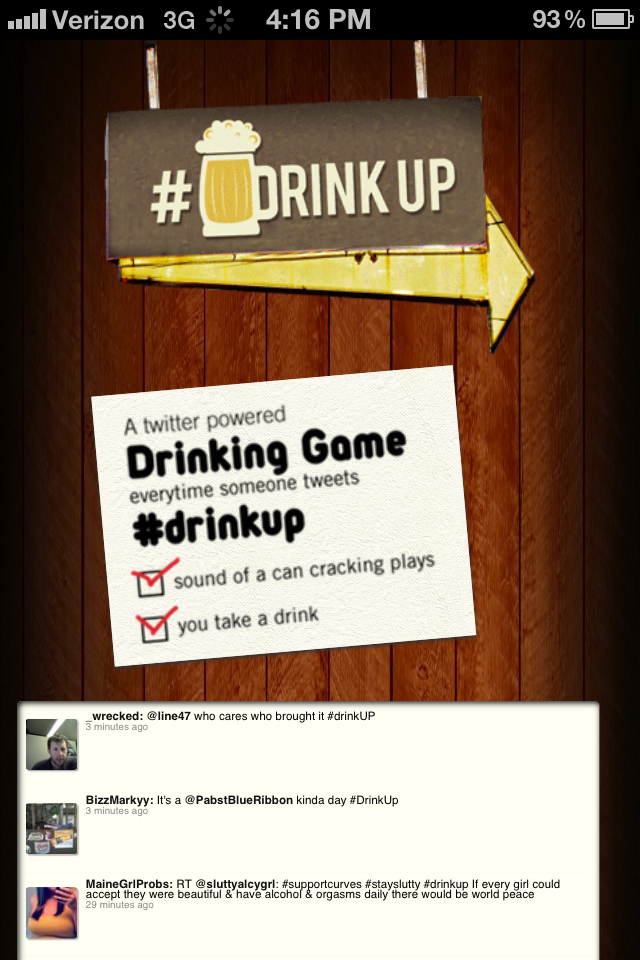 Verizon 3G 4:16 PM 93%
# DRINK UP
A twitter powered
Drinking Game
everytime someone tweets
#drinkup
sound of a can cracking plays
you take a drink
_wrecked: @line47 who cares who brought it #drinkUP
3 minutes ago
BizzMarkyy: It's a @PabstBlueRibbon kinda day #DrinkUp
3 minutes ago
MaineGrlProbs: RT @sluttyalcygrl: #supportcurves #stayslutty #drinkup If every girl could
accept they were beautiful & have alcohol & orgasms daily there would be world peace
29 minutes ago